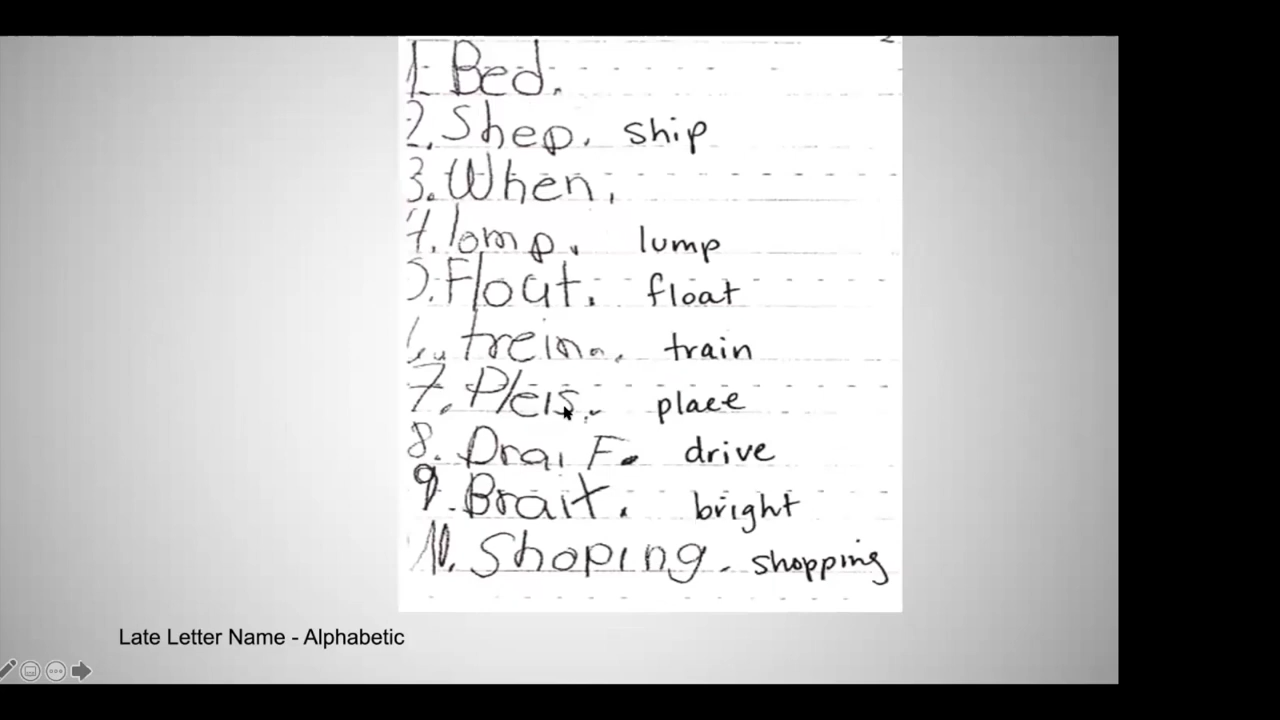 1. Bed.
2. Shep. ship
3. When.
4. lomp. lump
5. Float. float
6. trein. train
7. Pleis. place
8. Draif. drive
9. Brait. bright
10. Shoping. shopping
Late Letter Name - Alphabetic